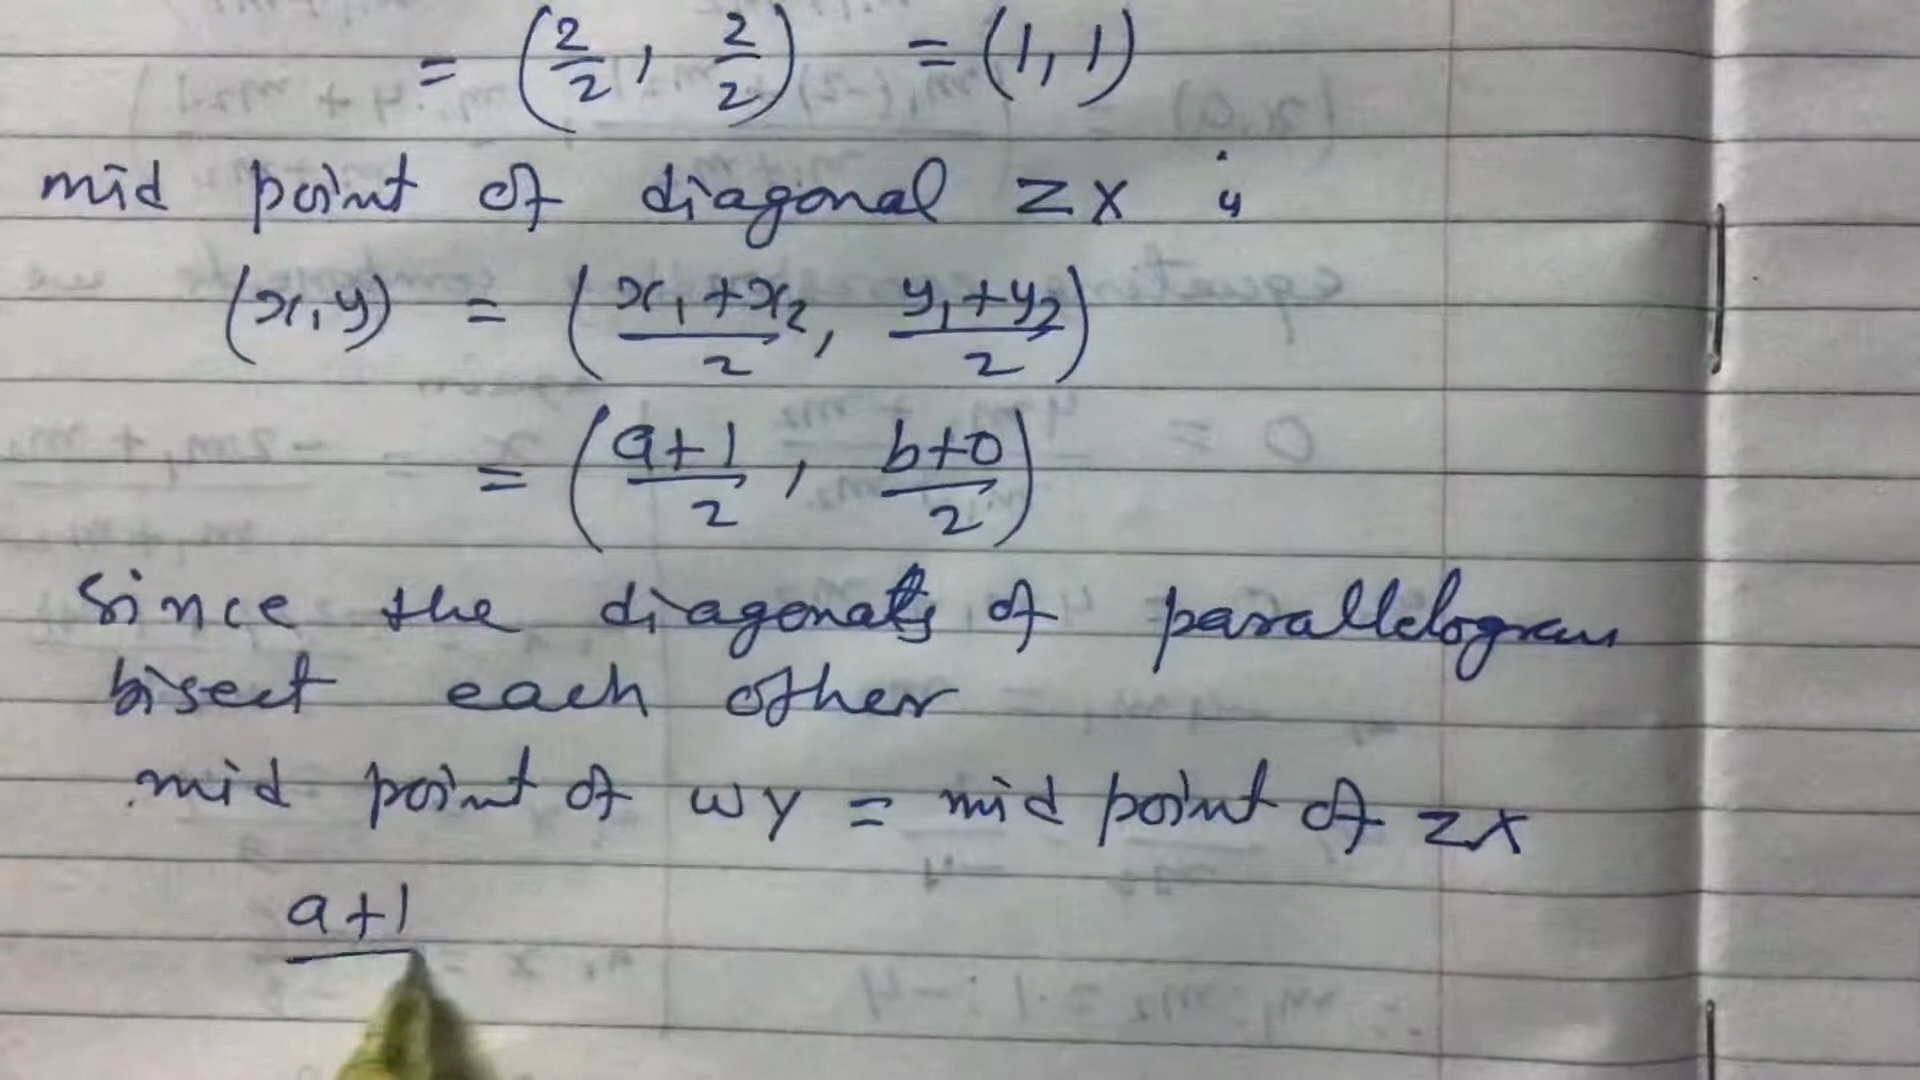 = (2/2, 2/2) = (1, 1)
mid point of diagonal ZX is
(x, y) = (x₁+x₂/2, y₁+y₂/2)
= (a+1/2, b+0/2)
Since the diagonals of parallelogram
bisect each other
mid point of WY = mid point of ZX
a+1